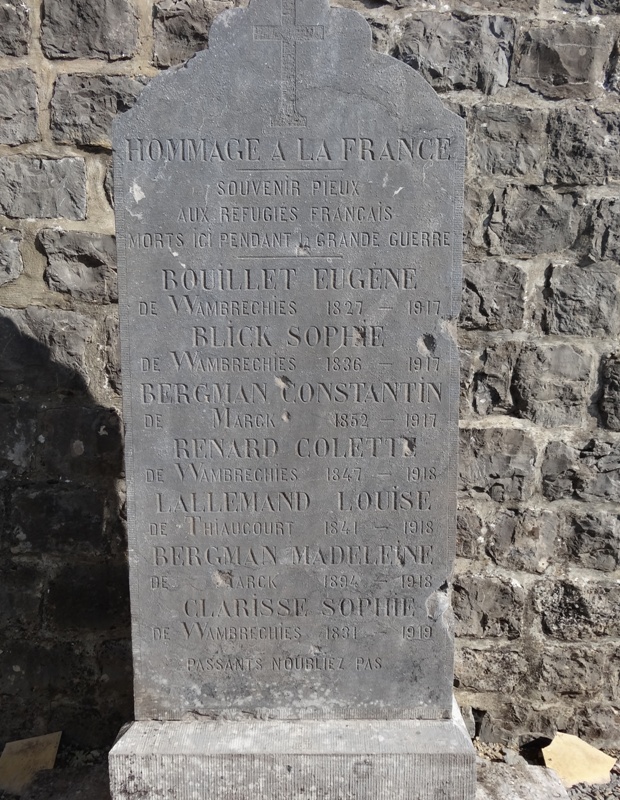 HOMMAGE A LA FRANCE
SOUVENIR PIEUX
AUX REFUGIES FRANCAIS
MORTS ICI PENDANT la GRANDE GUERRE
BOUILLET EUGÈNE
DE WAMBRECHIES 1827 – 1917
BLICK SOPHIE
DE WAMBRECHIES 1836 – 1917
BERGMAN CONSTANTIN
DE MARCK 1852 – 1917
RENARD COLETTE
DE WAMBRECHIES 1847 – 1918
LALLEMAND LOUISE
DE THIAUCOURT 1841 – 1918
BERGMAN MADELEINE
DE MARCK 1894 – 1918
CLARISSE SOPHIE
DE WAMBRECHIES 1831 – 1919
PASSANTS N'OUBLIEZ PAS